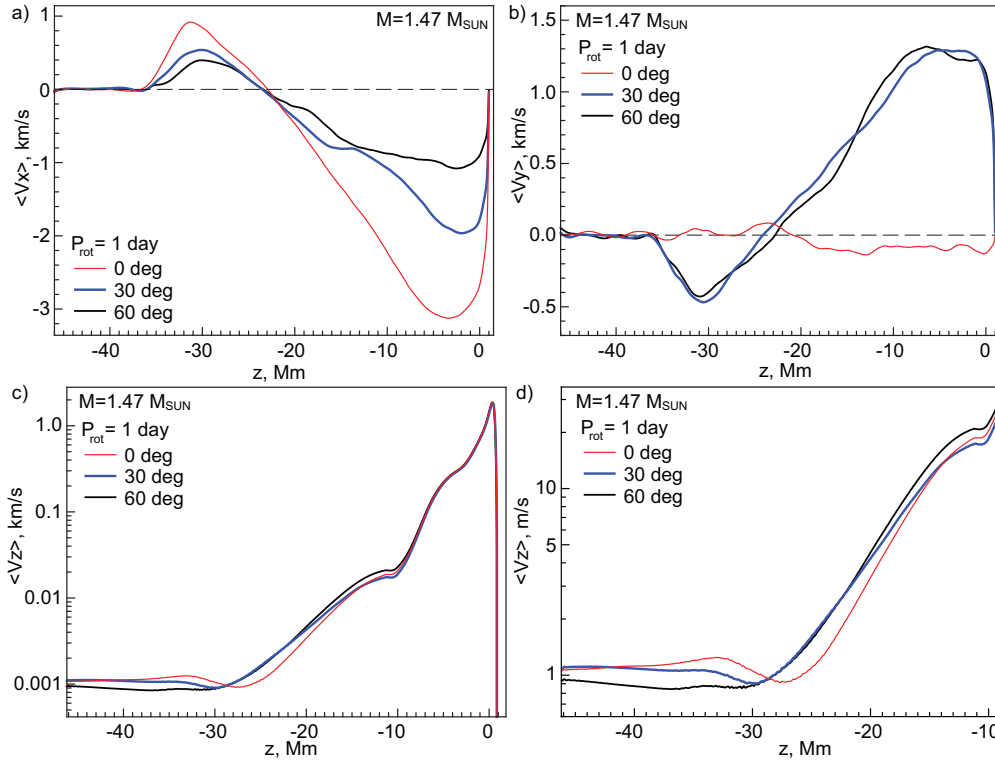 a)
M=1.47 M_SUN
<Vx>, km/s
1
0
-1
-2
-3
P_rot= 1 day
0 deg
30 deg
60 deg
-40 -30 -20 -10 0
z, Mm
b)
M=1.47 M_SUN
P_rot= 1 day
0 deg
30 deg
60 deg
<Vy>, km/s
1.5
1.0
0.5
0.0
-0.5
-40 -30 -20 -10 0
z, Mm
c)
M=1.47 M_SUN
P_rot= 1 day
0 deg
30 deg
60 deg
<Vz>, km/s
1.0
0.1
0.01
0.001
-40 -30 -20 -10 0
z, Mm
d)
M=1.47 M_SUN
P_rot= 1 day
0 deg
30 deg
60 deg
<Vz>, m/s
10
5
1
-40 -30 -20 -10
z, Mm